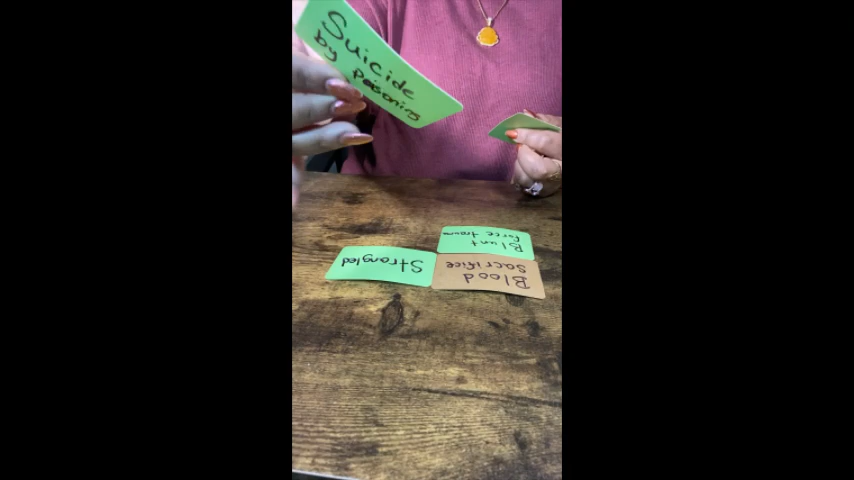 Suicide
by poisoning
Blunt
force trauma
Strangled
Blood
Sacrifice